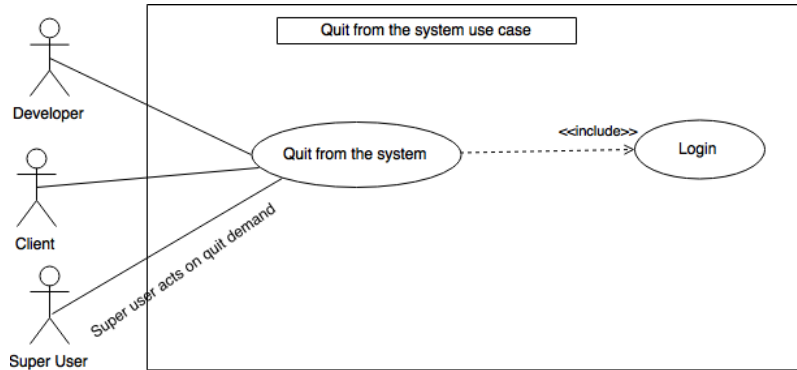 Quit from the system use case
Developer
<<include>>
Quit from the system
Login
Client
Super user acts on quit demand
Super User